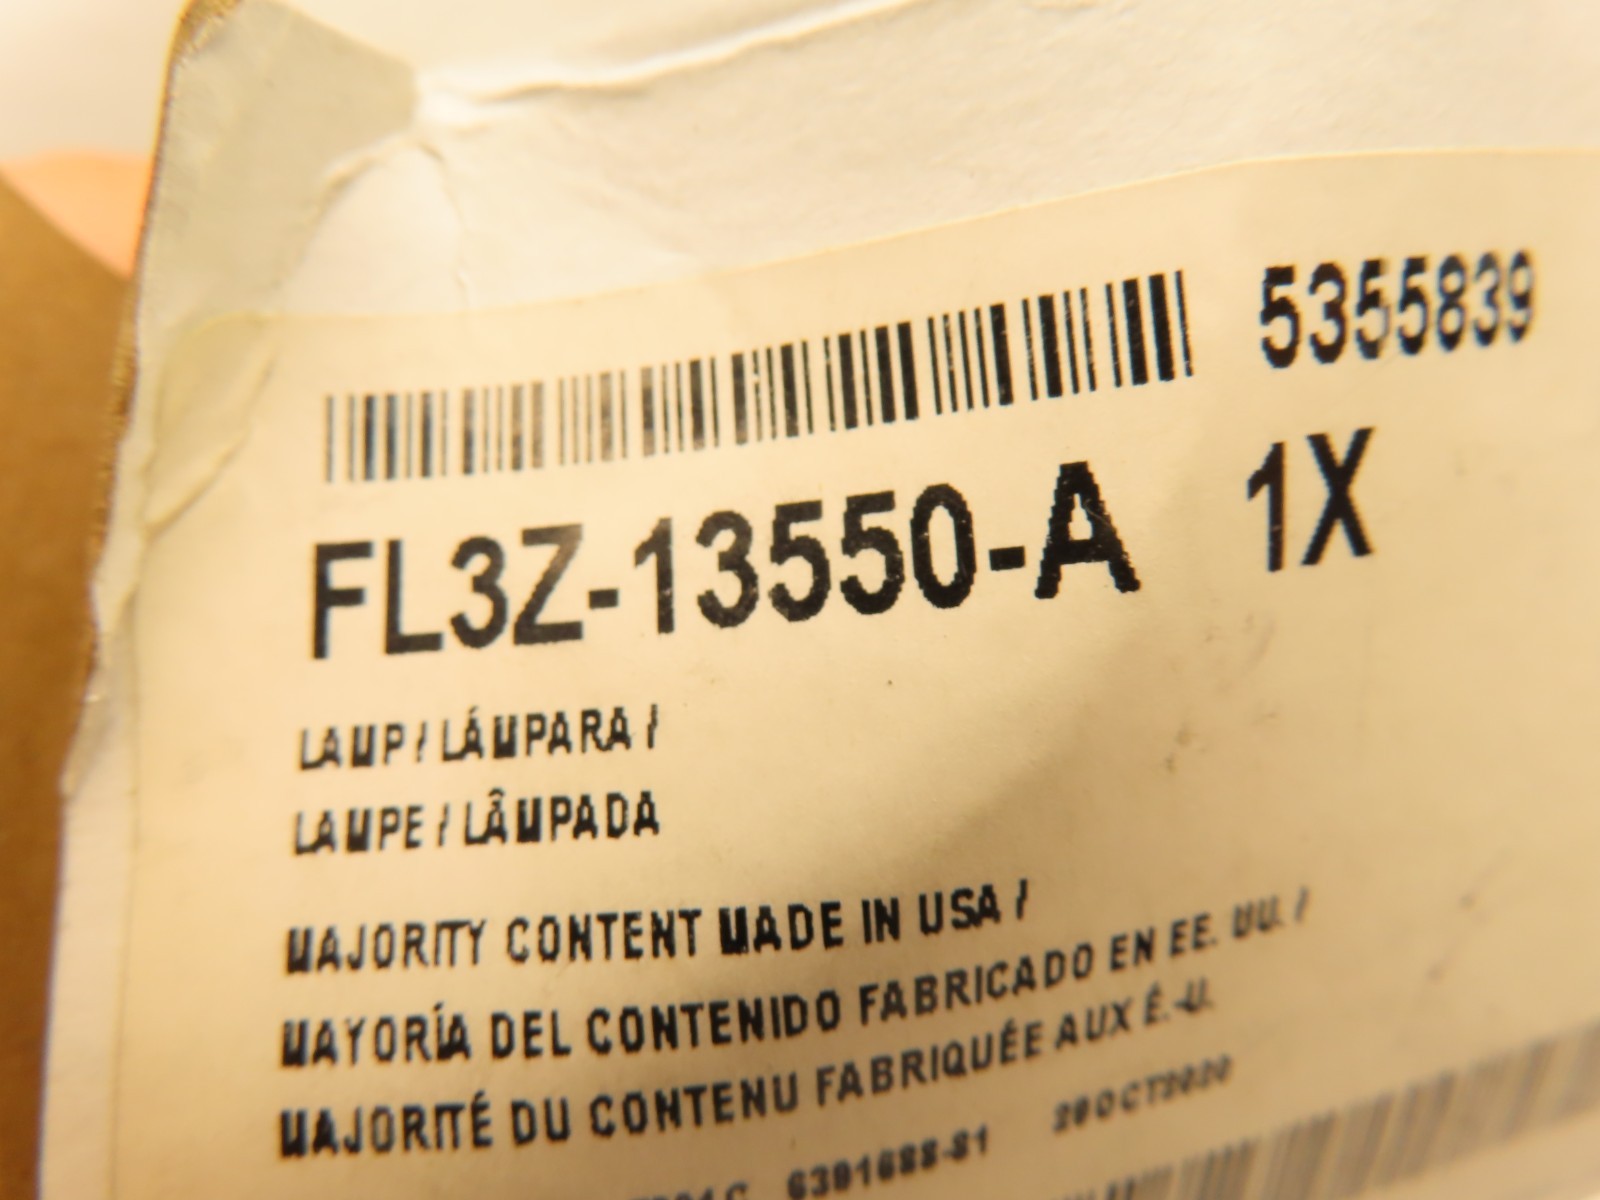 5355839
FL3Z-13550-A 1X
LAMP / LÁMPARA /
LAMPE / LÂMPADA
MAJORITY CONTENT MADE IN USA /
MAYORÍA DEL CONTENIDO FABRICADO EN EE. UU. /
MAJORITÉ DU CONTENU FABRIQUÉE AUX É.-U.